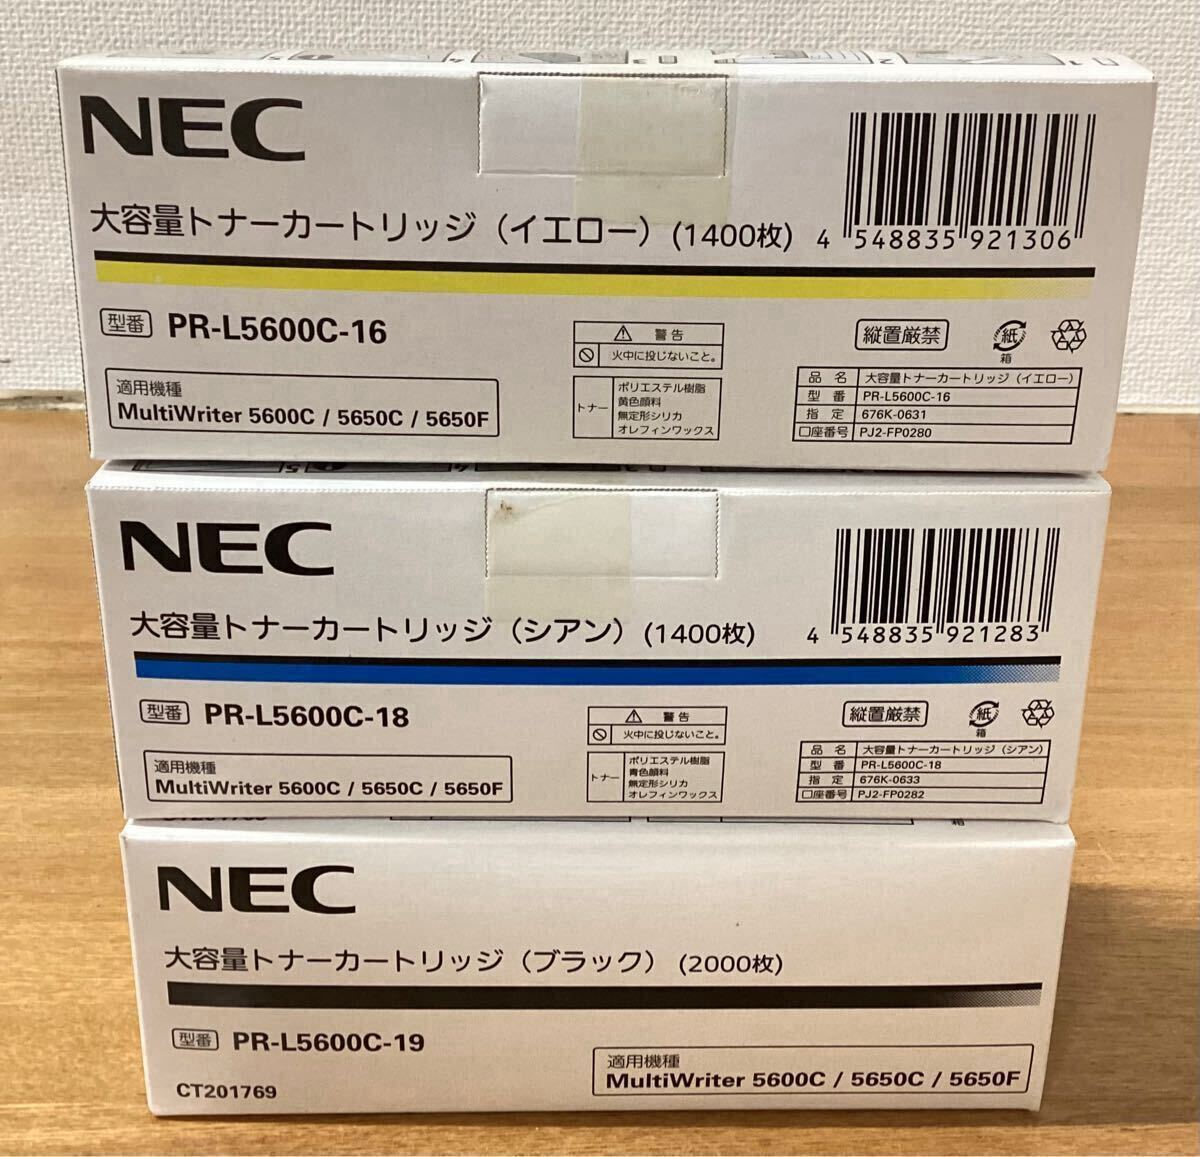 NEC
大容量トナーカートリッジ（イエロー）(1400枚)
4 548835 921306
型番 PR-L5600C-16
適用機種
MultiWriter 5600C / 5650C / 5650F
⚠ 警告
火中に投じないこと。
トナー
ポリエステル樹脂
黄色顔料
無定形シリカ
オレフィンワックス
縦置厳禁
紙
箱
品 名 大容量トナーカートリッジ（イエロー）
型 番 PR-L5600C-16
指 定 676K-0631
口座番号 PJ2-FP0280
NEC
大容量トナーカートリッジ（シアン）(1400枚)
4 548835 921283
型番 PR-L5600C-18
適用機種
MultiWriter 5600C / 5650C / 5650F
⚠ 警告
火中に投じないこと。
トナー
ポリエステル樹脂
青色顔料
無定形シリカ
オレフィンワックス
縦置厳禁
紙
箱
品 名 大容量トナーカートリッジ（シアン）
型 番 PR-L5600C-18
指 定 676K-0633
口座番号 PJ2-FP0282
NEC
大容量トナーカートリッジ（ブラック）(2000枚)
型番 PR-L5600C-19
CT201769
適用機種
MultiWriter 5600C / 5650C / 5650F